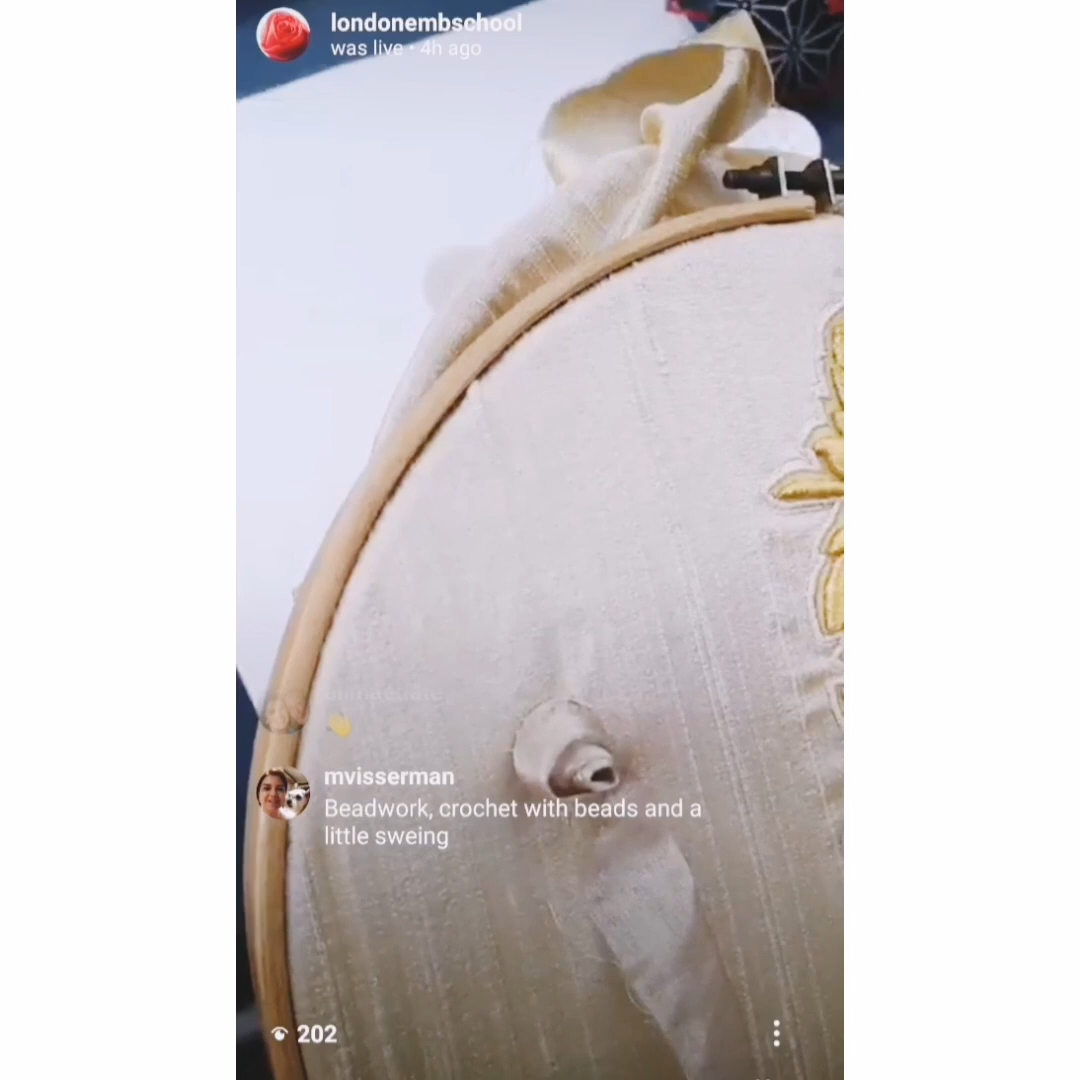 londonembschool
was live • 4h ago
mvisserman
Beadwork, crochet with beads and a
little sweing
202